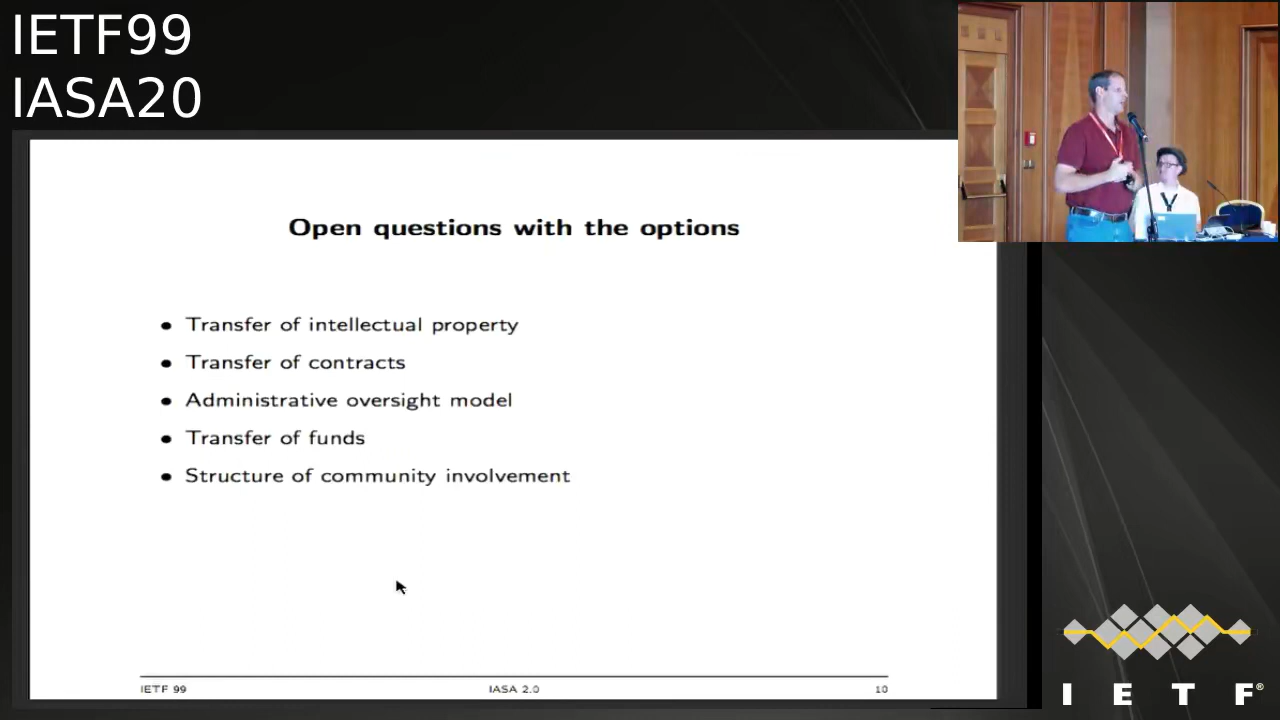 IETF99
IASA20
Open questions with the options
• Transfer of intellectual property
• Transfer of contracts
• Administrative oversight model
• Transfer of funds
• Structure of community involvement
IETF 99 IASA 2.0 10
I E T F®